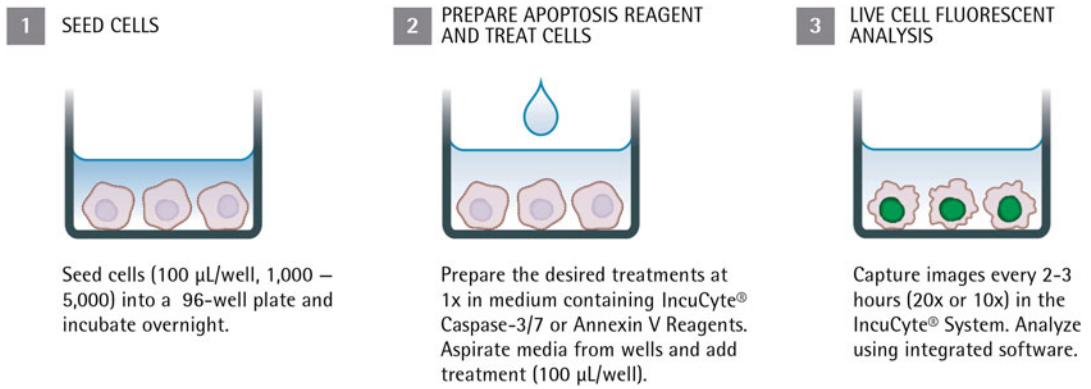 1 SEED CELLS
Seed cells (100 µL/well, 1,000 –
5,000) into a 96-well plate and
incubate overnight.
2 PREPARE APOPTOSIS REAGENT
AND TREAT CELLS
Prepare the desired treatments at
1x in medium containing IncuCyte®
Caspase-3/7 or Annexin V Reagents.
Aspirate media from wells and add
treatment (100 µL/well).
3 LIVE CELL FLUORESCENT
ANALYSIS
Capture images every 2-3
hours (20x or 10x) in the
IncuCyte® System. Analyze
using integrated software.